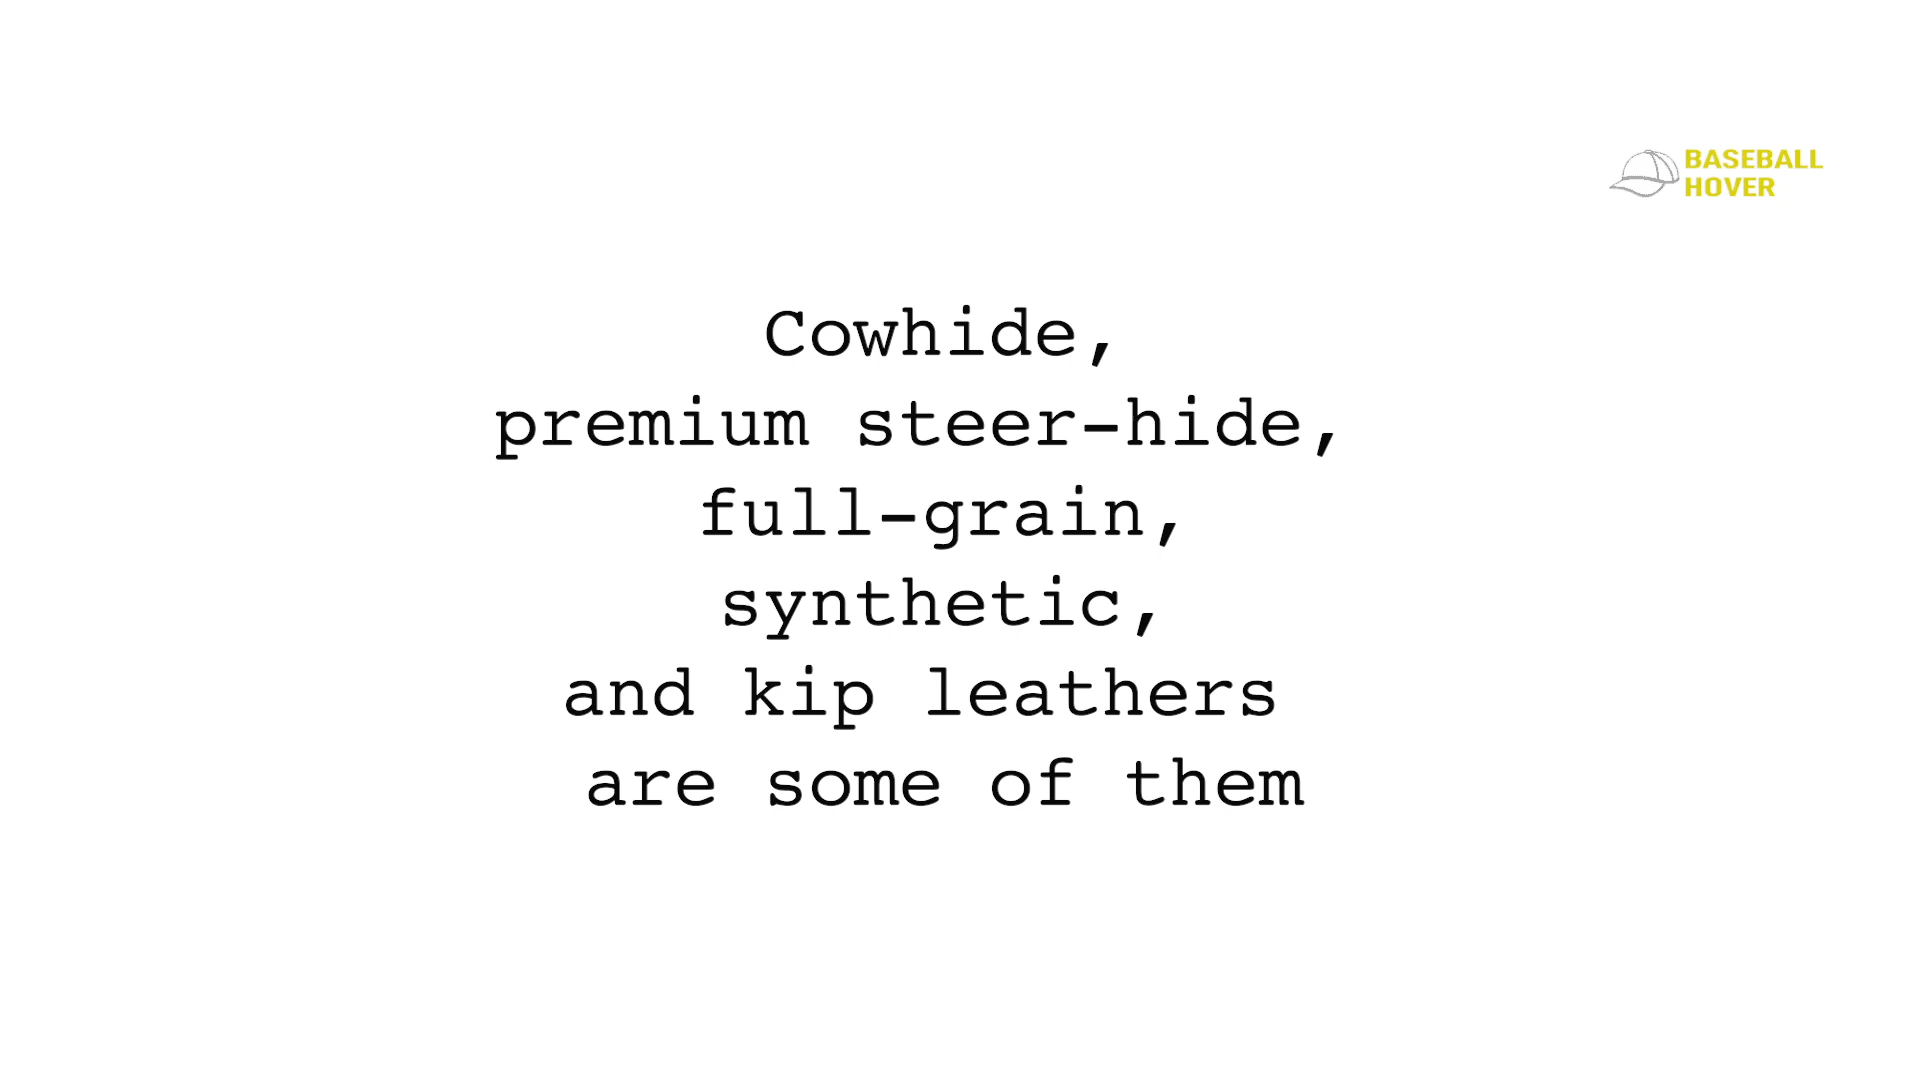 BASEBALL
HOVER
Cowhide,
premium steer-hide,
full-grain,
synthetic,
and kip leathers
are some of them